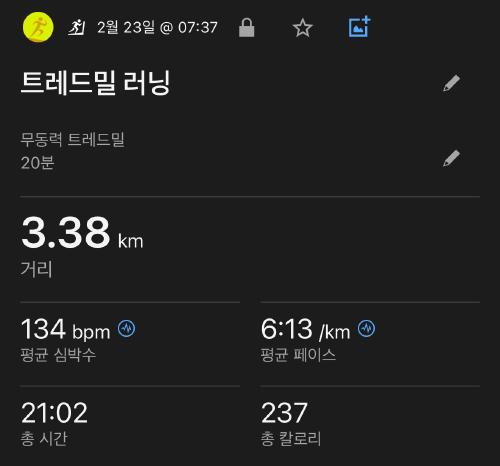 2월 23일 @ 07:37
트레드밀 러닝
무동력 트레드밀
20분
3.38 km
거리
134 bpm 6:13 /km
평균 심박수 평균 페이스
21:02 237
총 시간 총 칼로리